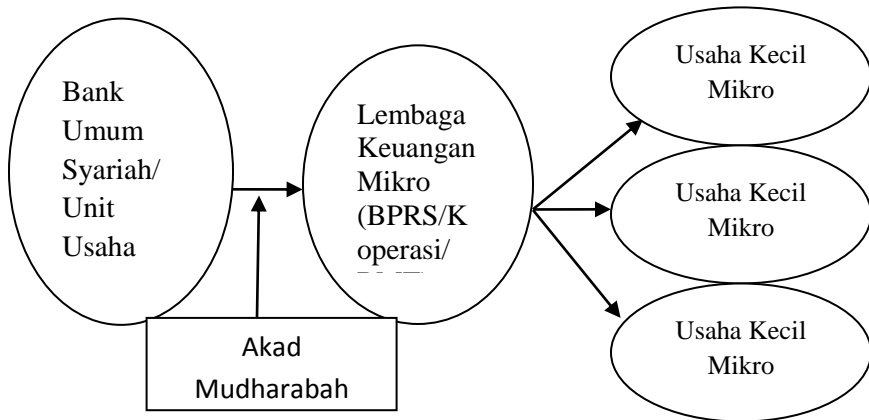 Bank
Umum
Syariah/
Unit
Usaha
Lembaga
Keuangan
Mikro
(BPRS/K
operasi/
Usaha Kecil
Mikro
Usaha Kecil
Mikro
Usaha Kecil
Mikro
Akad
Mudharabah